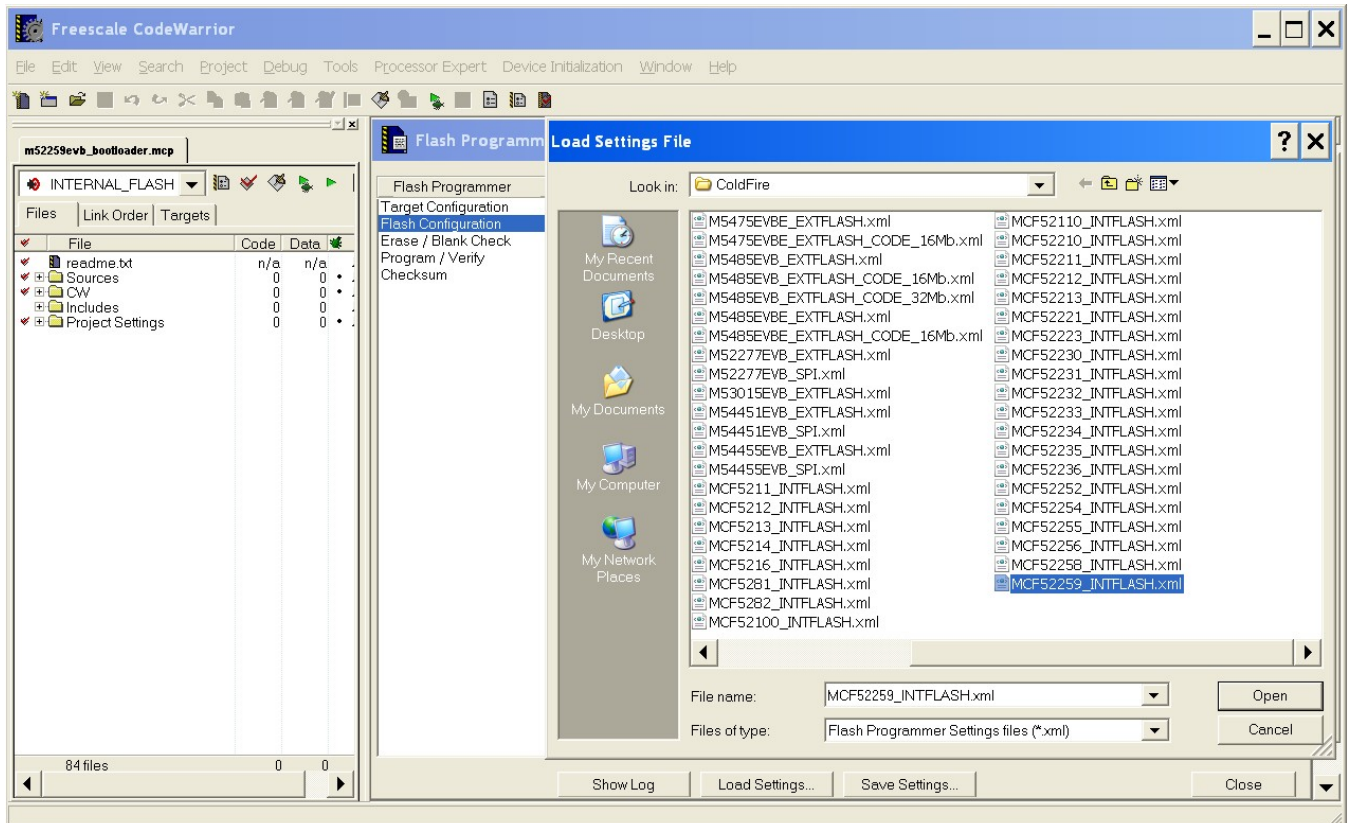 Freescale CodeWarrior
File Edit View Search Project Debug Tools Processor Expert Device Initialization Window Help
m52259evb_bootloader.mcp
INTERNAL_FLASH
Files Link Order Targets
File Code Data
readme.txt n/a n/a
Sources 0 0
CW 0 0
Includes 0 0
Project Settings 0 0
84 files 0 0
Flash Programm
Flash Programmer
Target Configuration
Flash Configuration
Erase / Blank Check
Program / Verify
Checksum
Load Settings File
Look in: ColdFire
My Recent
Documents
Desktop
My Documents
My Computer
My Network
Places
M5475EVBE_EXTFLASH.xml
M5475EVBE_EXTFLASH_CODE_16Mb.xml
M5485EVB_EXTFLASH.xml
M5485EVB_EXTFLASH_CODE_16Mb.xml
M5485EVB_EXTFLASH_CODE_32Mb.xml
M5485EVBE_EXTFLASH.xml
M5485EVBE_EXTFLASH_CODE_16Mb.xml
M52277EVB_EXTFLASH.xml
M52277EVB_SPI.xml
M53015EVB_EXTFLASH.xml
M54451EVB_EXTFLASH.xml
M54451EVB_SPI.xml
M54455EVB_EXTFLASH.xml
M54455EVB_SPI.xml
MCF5211_INTFLASH.xml
MCF5212_INTFLASH.xml
MCF5213_INTFLASH.xml
MCF5214_INTFLASH.xml
MCF5216_INTFLASH.xml
MCF5281_INTFLASH.xml
MCF5282_INTFLASH.xml
MCF52100_INTFLASH.xml
MCF52110_INTFLASH.xml
MCF52210_INTFLASH.xml
MCF52211_INTFLASH.xml
MCF52212_INTFLASH.xml
MCF52213_INTFLASH.xml
MCF52221_INTFLASH.xml
MCF52223_INTFLASH.xml
MCF52230_INTFLASH.xml
MCF52231_INTFLASH.xml
MCF52232_INTFLASH.xml
MCF52233_INTFLASH.xml
MCF52234_INTFLASH.xml
MCF52235_INTFLASH.xml
MCF52236_INTFLASH.xml
MCF52252_INTFLASH.xml
MCF52254_INTFLASH.xml
MCF52255_INTFLASH.xml
MCF52256_INTFLASH.xml
MCF52258_INTFLASH.xml
MCF52259_INTFLASH.xml
File name: MCF52259_INTFLASH.xml Open
Files of type: Flash Programmer Settings files (*.xml) Cancel
Show Log Load Settings... Save Settings... Close